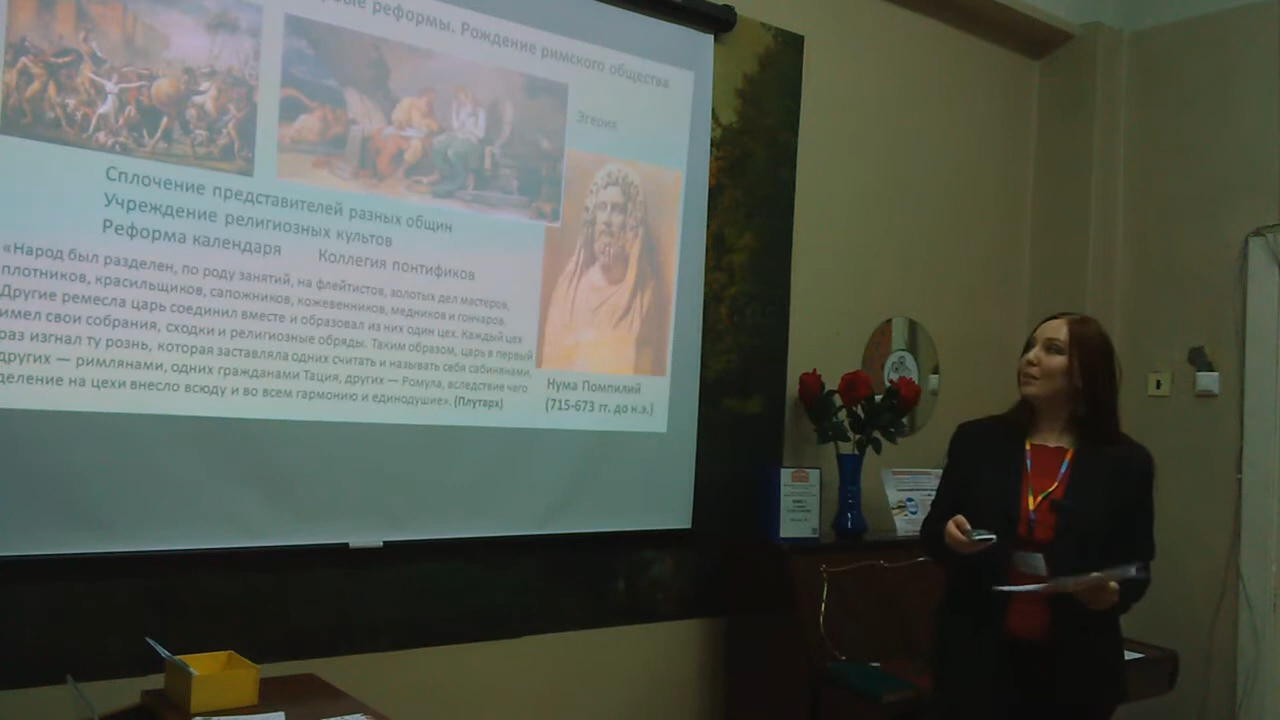 рвые реформы. Рождение римского общества
Эгерия
Сплочение представителей разных общин
Учреждение религиозных культов
Реформа календаря Коллегия понтификов
«Народ был разделен, по роду занятий, на флейтистов, золотых дел мастеров,
плотников, красильщиков, сапожников, кожевенников, медников и гончаров.
Другие ремесла царь соединил вместе и образовал из них один цех. Каждый цех
имел свои собрания, сходки и религиозные обряды. Таким образом, царь в первый
раз изгнал ту рознь, которая заставляла одних считать и называть себя сабинянами,
других — римлянами, одних гражданами Тация, других — Ромула, вследствие чего
деление на цехи внесло всюду и во всем гармонию и единодушие». (Плутарх)
Нума Помпилий
(715-673 гг. до н.э.)